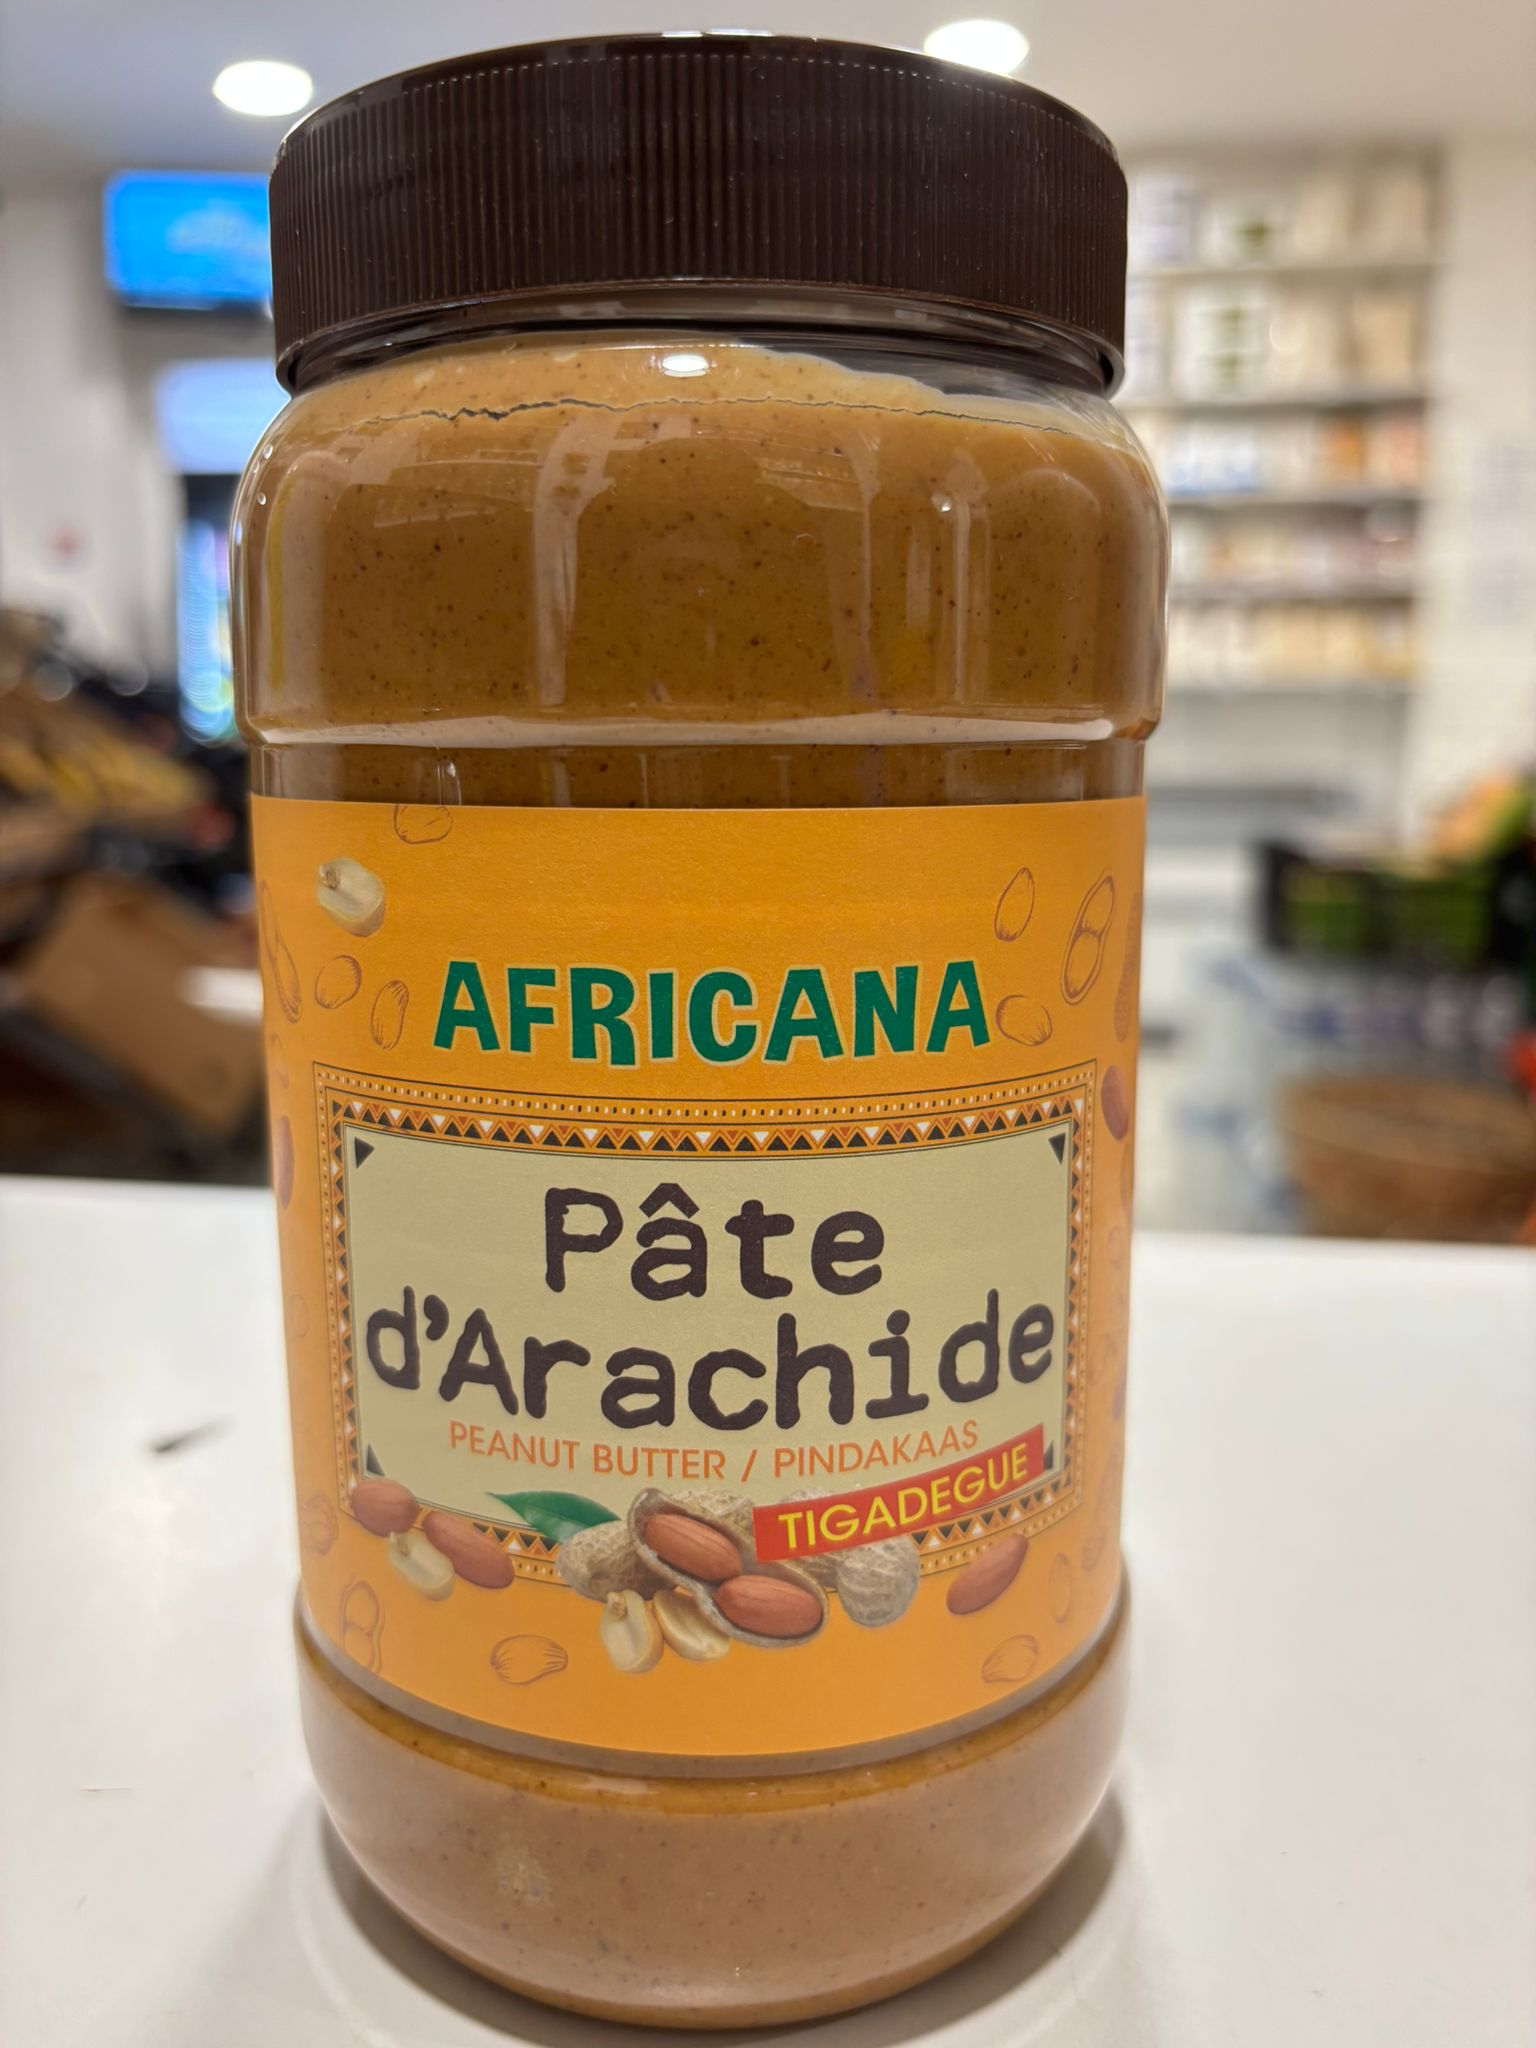 AFRICANA
Pâte
d'Arachide
PEANUT BUTTER / PINDAKAAS
TIGADEGUE